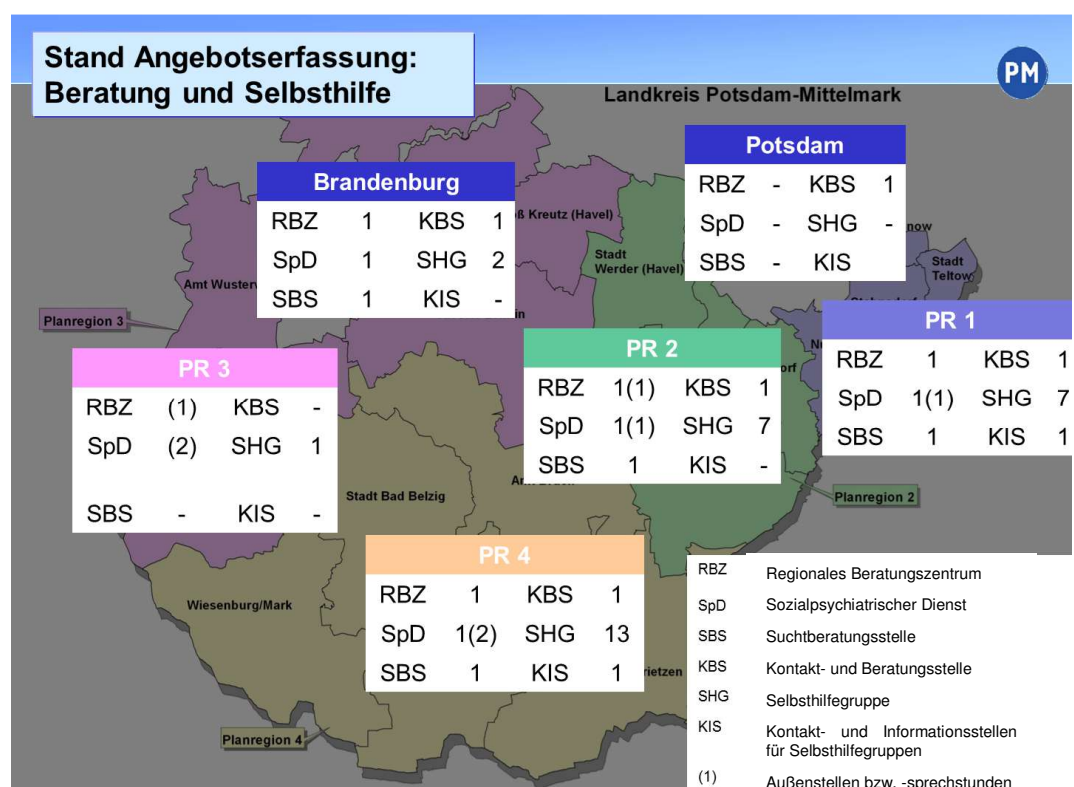 Stand Angebotserfassung:
Beratung und Selbsthilfe
PM
Landkreis Potsdam-Mittelmark
Potsdam
RBZ - KBS 1
SpD - SHG -
SBS - KIS
Brandenburg
RBZ 1 KBS 1
SpD 1 SHG 2
SBS 1 KIS -
Kreutz (Havel)
Stadt
Werder (Havel)
Stadt
Teltow
Amt
Planregion 3
PR 1
RBZ 1 KBS 1
SpD 1(1) SHG 7
SBS 1 KIS 1
PR 2
RBZ 1(1) KBS 1
SpD 1(1) SHG 7
SBS 1 KIS -
PR 3
RBZ (1) KBS -
SpD (2) SHG 1
SBS - KIS -
Stadt Bad Belzig
Planregion 2
PR 4
RBZ 1 KBS 1
SpD 1(2) SHG 13
SBS 1 KIS 1
Wiesenburg/Mark
Planregion 4
RBZ Regionales Beratungszentrum
SpD Sozialpsychiatrischer Dienst
SBS Suchtberatungsstelle
KBS Kontakt- und Beratungsstelle
SHG Selbsthilfegruppe
KIS Kontakt- und Informationsstellen
für Selbsthilfegruppen
(1) Außenstellen bzw. -sprechstunden